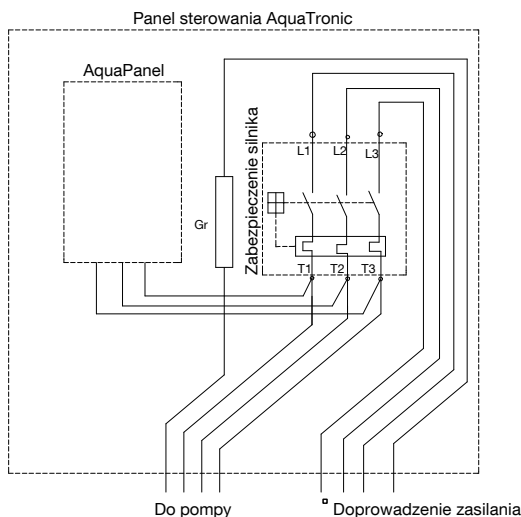 Panel sterowania AquaTronic
AquaPanel
Zabezpieczenie silnika
L1 L2 L3
Gr
T1 T2 T3
Do pompy
Doprowadzenie zasilania